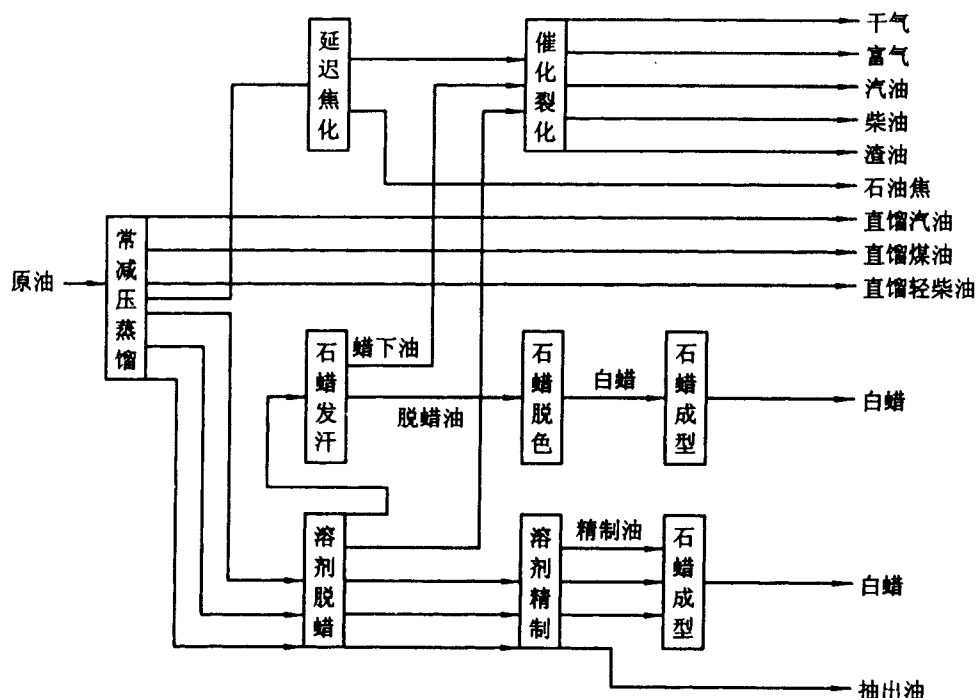 干气
延迟焦化
催化裂化
富气
汽油
柴油
渣油
石油焦
直馏汽油
常减压蒸馏
直馏煤油
原油
直馏轻柴油
石蜡发汗
蜡下油
石蜡脱色
白蜡
石蜡成型
白蜡
脱蜡油
溶剂脱蜡
溶剂精制
精制油
石蜡成型
白蜡
抽出油